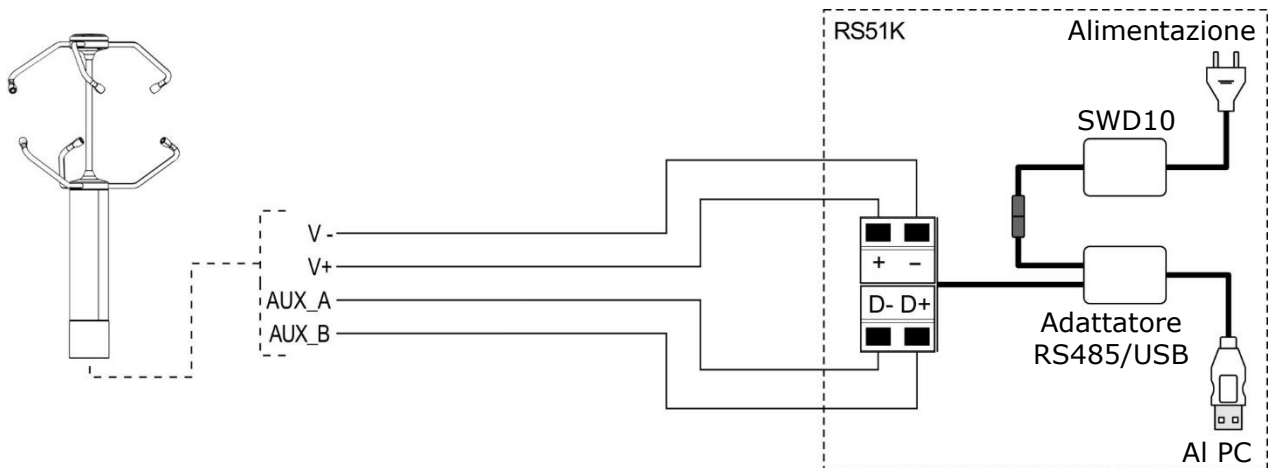 RS51K
Alimentazione
SWD10
V -
V+
AUX_A
AUX_B
+ −
D- D+
Adattatore
RS485/USB
Al PC